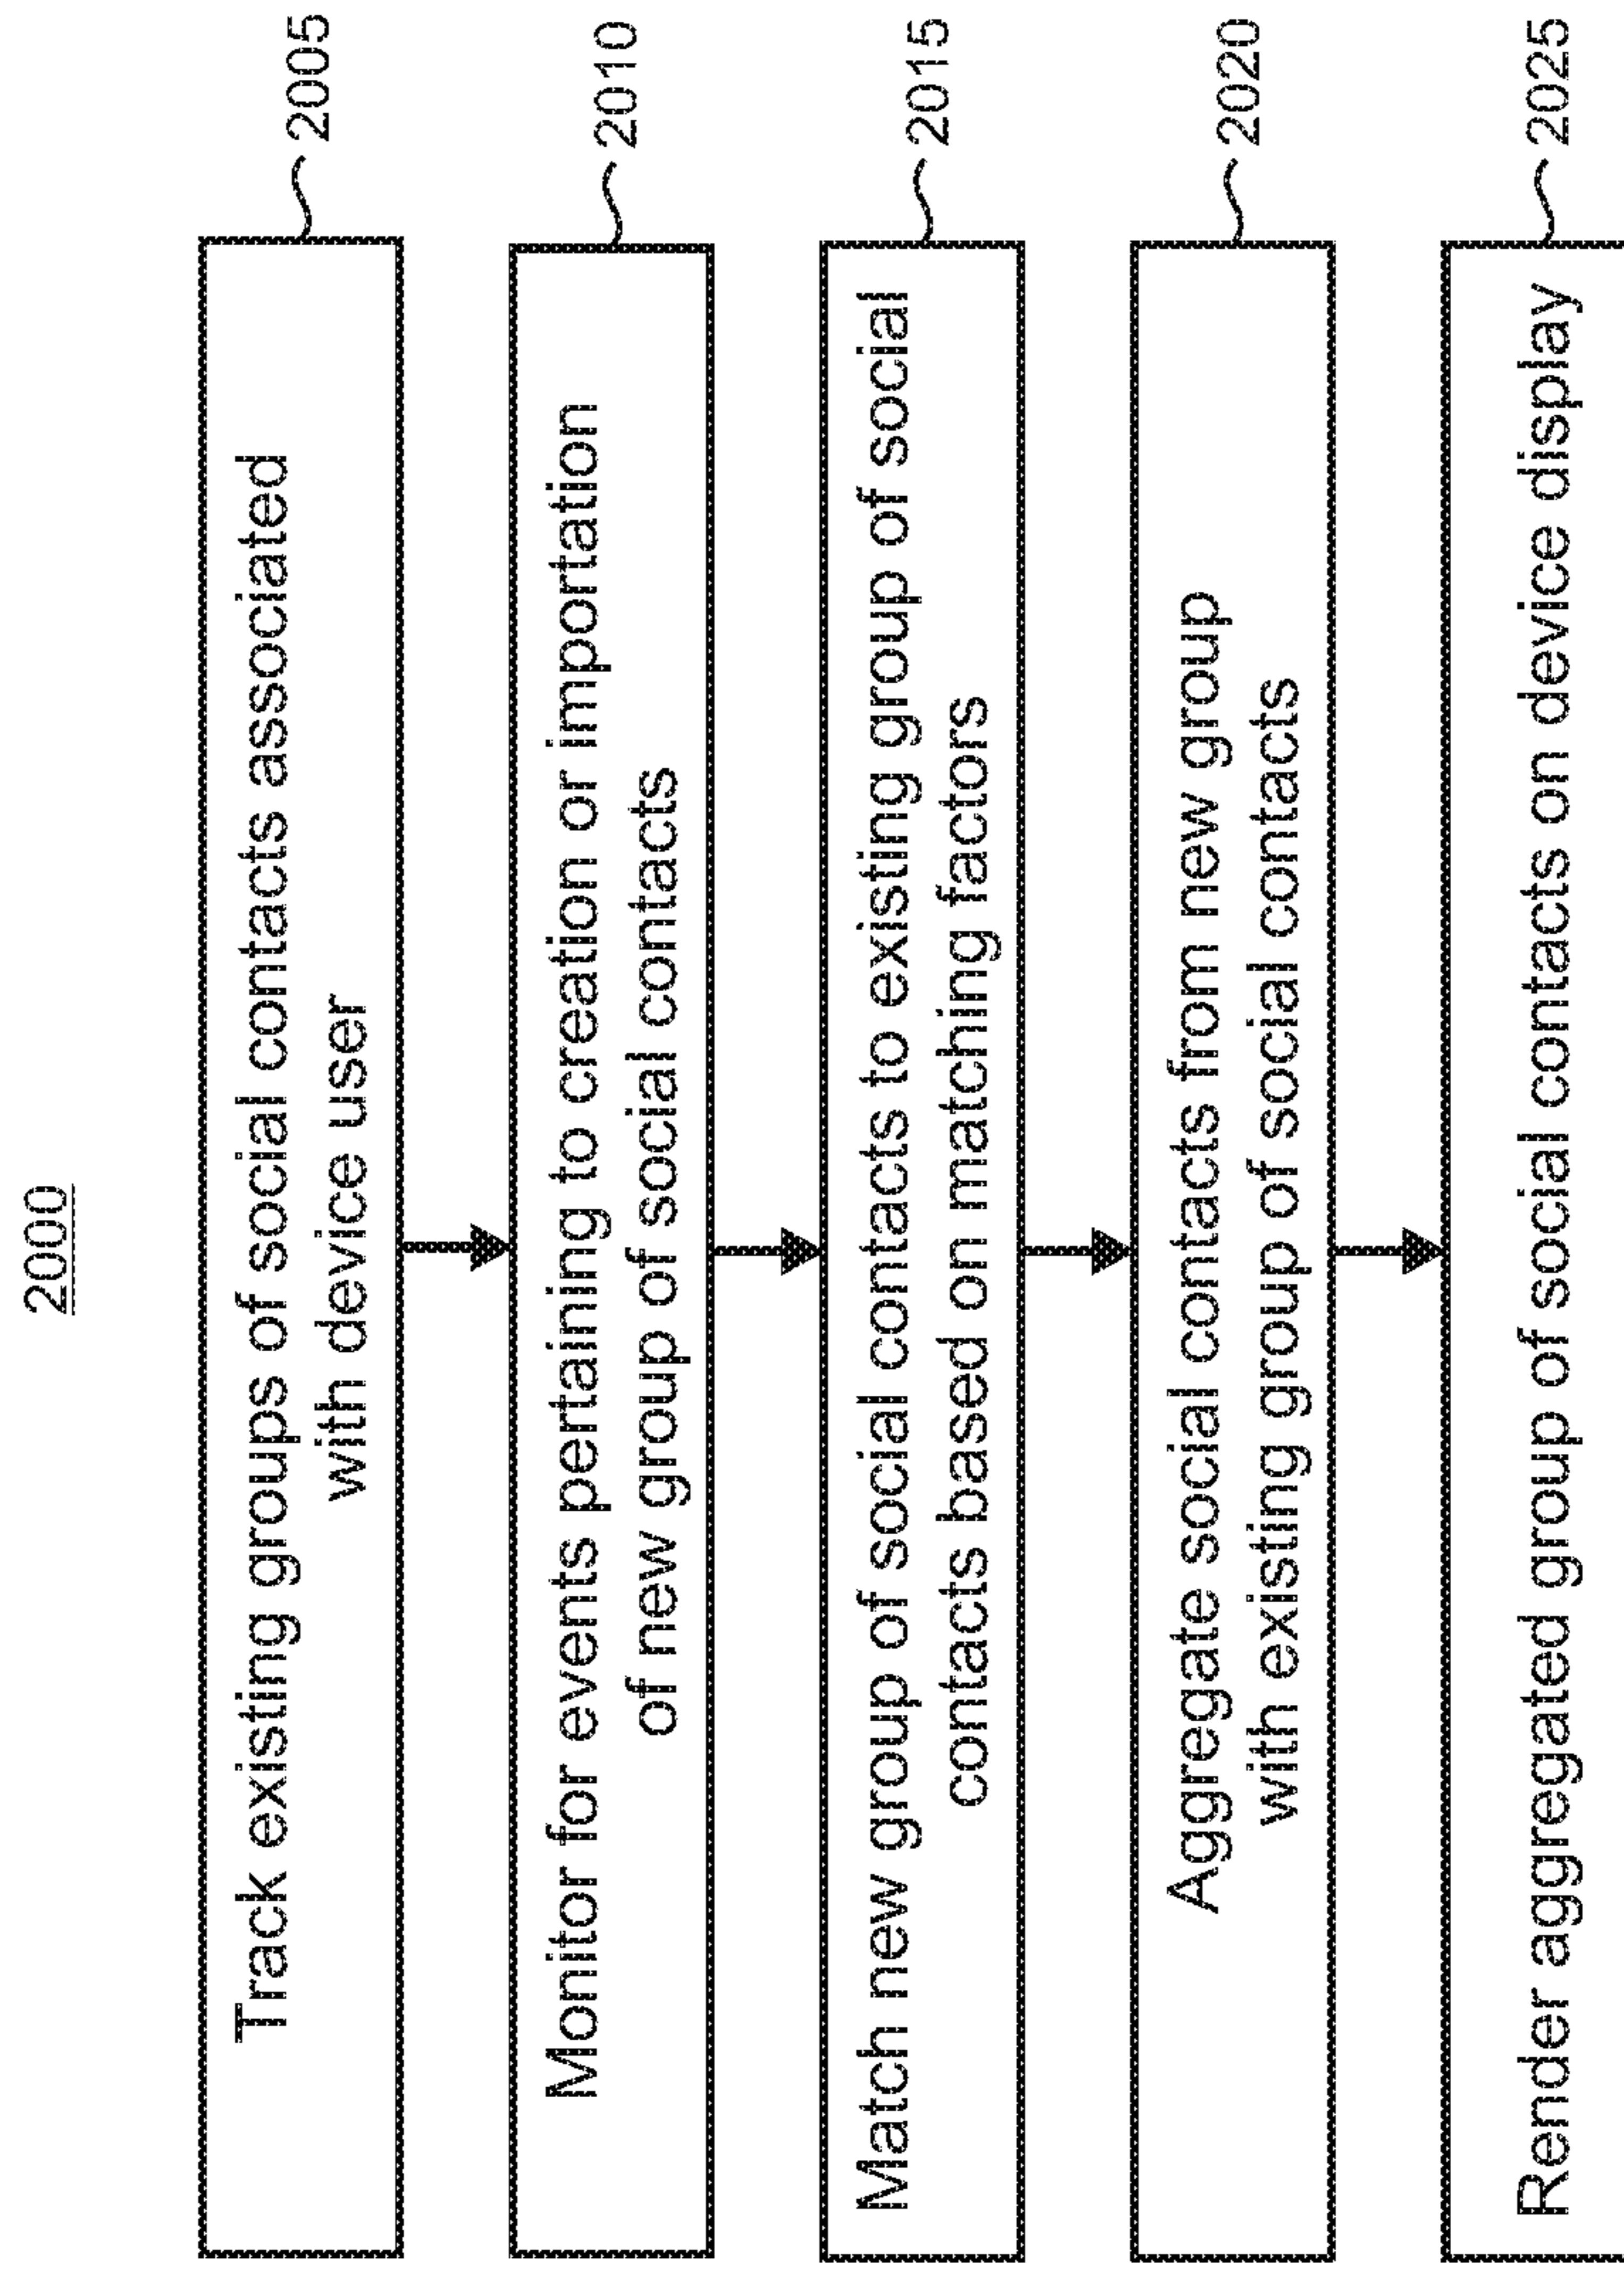 2000
Track existing groups of social contacts associated
with device user
2005
Monitor for events pertaining to creation or importation
of new group of social contacts
2010
Match new group of social contacts to existing group of social
contacts based on matching factors
2015
Aggregate social contacts from new group
with existing group of social contacts
2020
Render aggregated group of social contacts on device display
2025